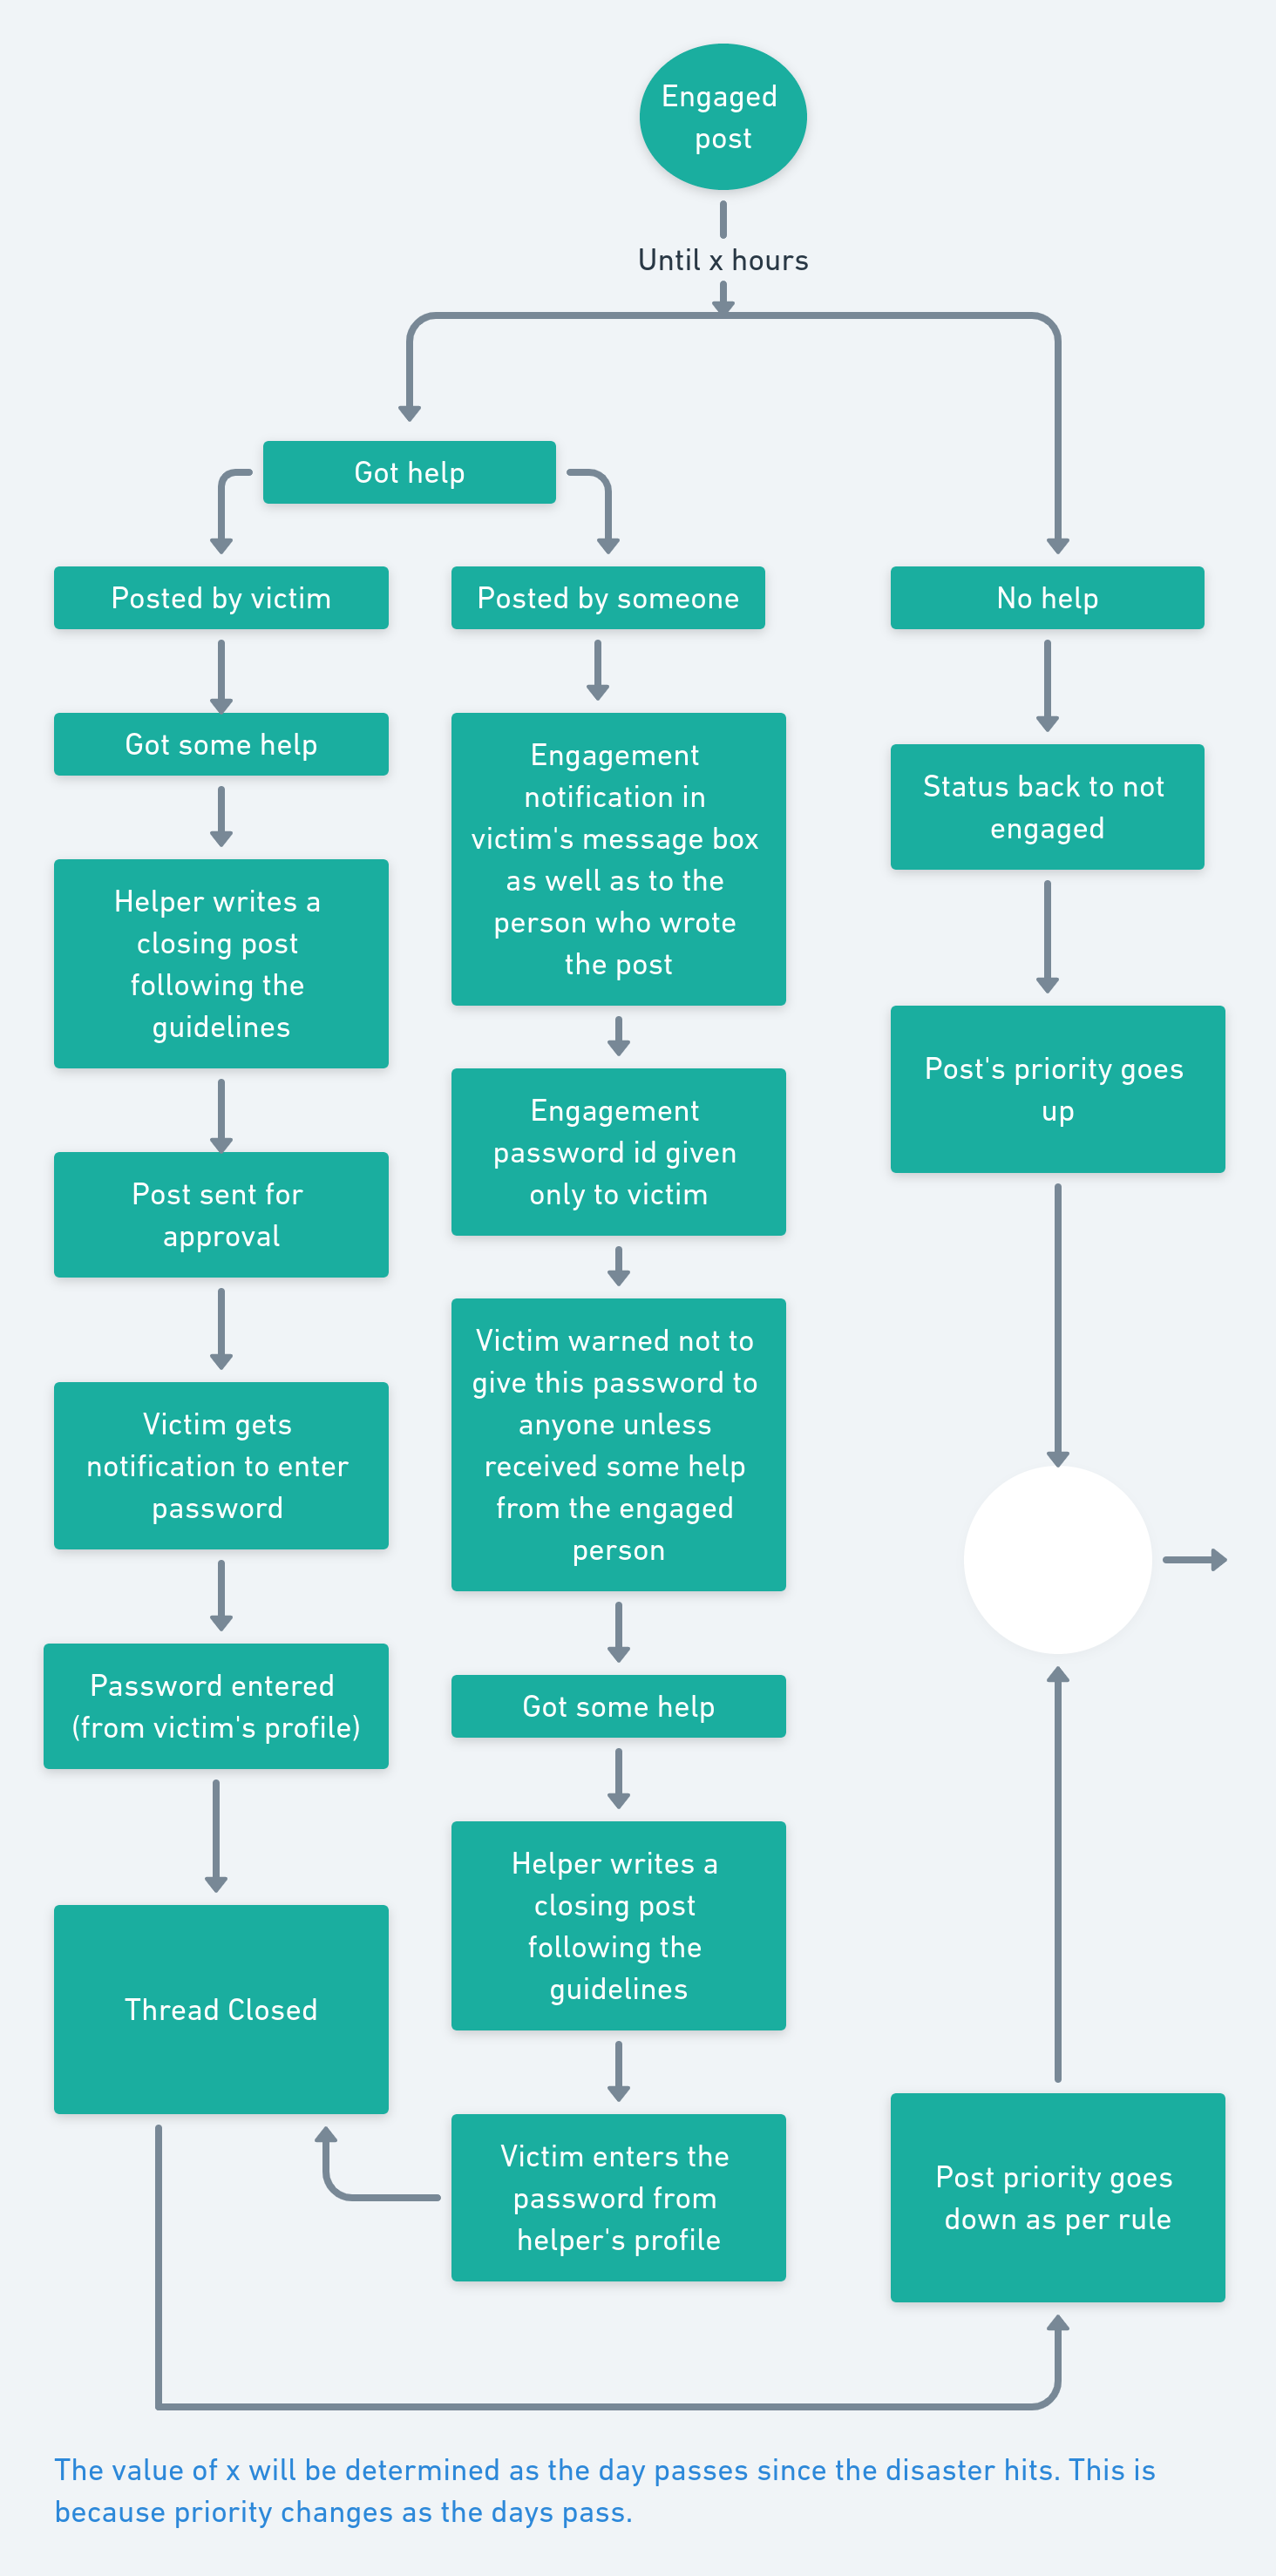 Engaged
post
Until x hours
Got help
Posted by victim
Got some help
Helper writes a
closing post
following the
guidelines
Post sent for
approval
Victim gets
notification to enter
password
Password entered
(from victim's profile)
Thread Closed
Posted by someone
Engagement
notification in
victim's message box
as well as to the
person who wrote
the post
Engagement
password id given
only to victim
Victim warned not to
give this password to
anyone unless
received some help
from the engaged
person
Got some help
Helper writes a
closing post
following the
guidelines
Victim enters the
password from
helper's profile
No help
Status back to not
engaged
Post's priority goes
up
Post priority goes
down as per rule
The value of x will be determined as the day passes since the disaster hits. This is
because priority changes as the days pass.